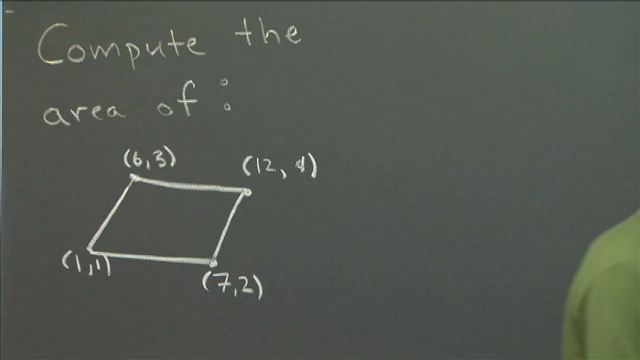 Compute the
area of:
(6,3)
(12, 4)
(1,1)
(7,2)